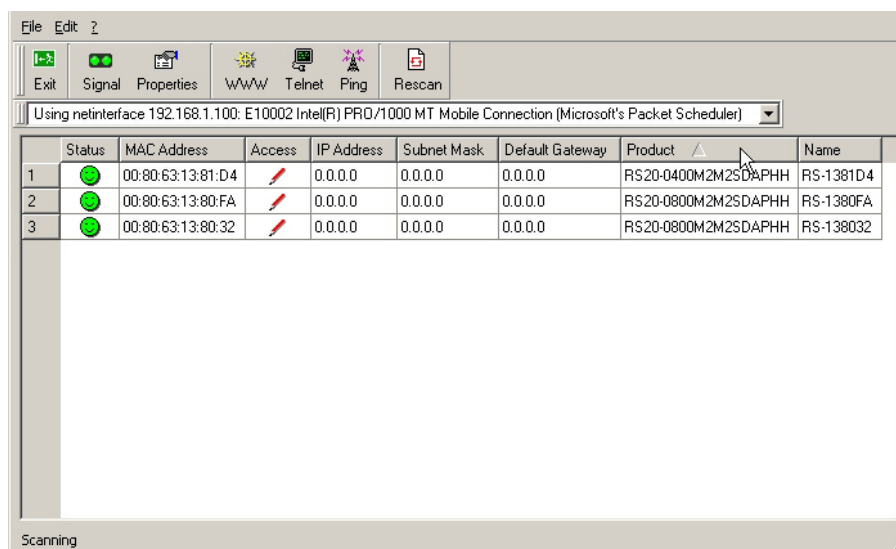 File Edit ?
Exit Signal Properties WWW Telnet Ping Rescan
Using netinterface 192.168.1.100: E10002 Intel(R) PRO/1000 MT Mobile Connection (Microsoft's Packet Scheduler)
Status MAC Address Access IP Address Subnet Mask Default Gateway Product Name
1 00:80:63:13:81:D4 0.0.0.0 0.0.0.0 0.0.0.0 RS20-0400M2M2SDAPHH RS-1381D4
2 00:80:63:13:80:FA 0.0.0.0 0.0.0.0 0.0.0.0 RS20-0800M2M2SDAPHH RS-1380FA
3 00:80:63:13:80:32 0.0.0.0 0.0.0.0 0.0.0.0 RS20-0800M2M2SDAPHH RS-138032
Scanning